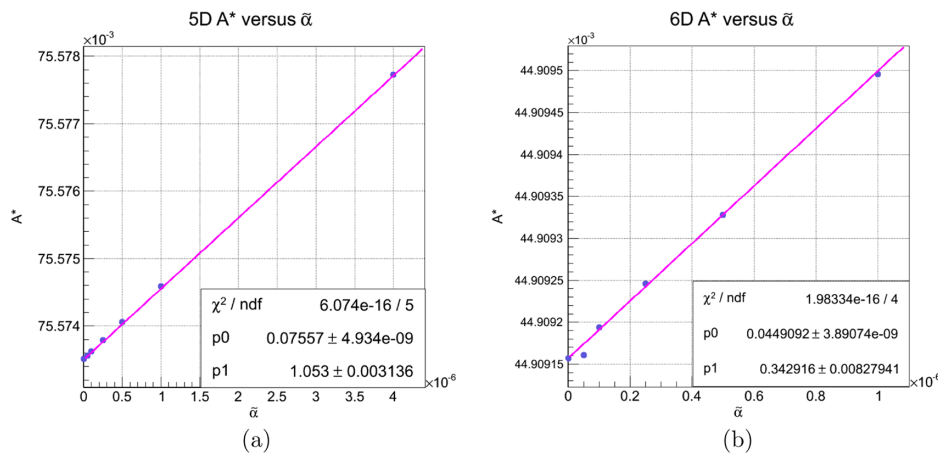 5D A* versus α̃
×10⁻³
75.578
75.577
75.576
75.575
75.574
A*
0 0.5 1 1.5 2 2.5 3 3.5 4
×10⁻⁶
α̃
χ² / ndf 6.074e-16 / 5
p0 0.07557 ± 4.934e-09
p1 1.053 ± 0.003136
(a)
6D A* versus α̃
×10⁻³
44.9095
44.90945
44.9094
44.90935
44.9093
44.90925
44.9092
44.90915
A*
0 0.2 0.4 0.6 0.8 1
×10⁻⁶
α̃
χ² / ndf 1.98334e-16 / 4
p0 0.0449092 ± 3.89074e-09
p1 0.342916 ± 0.00827941
(b)